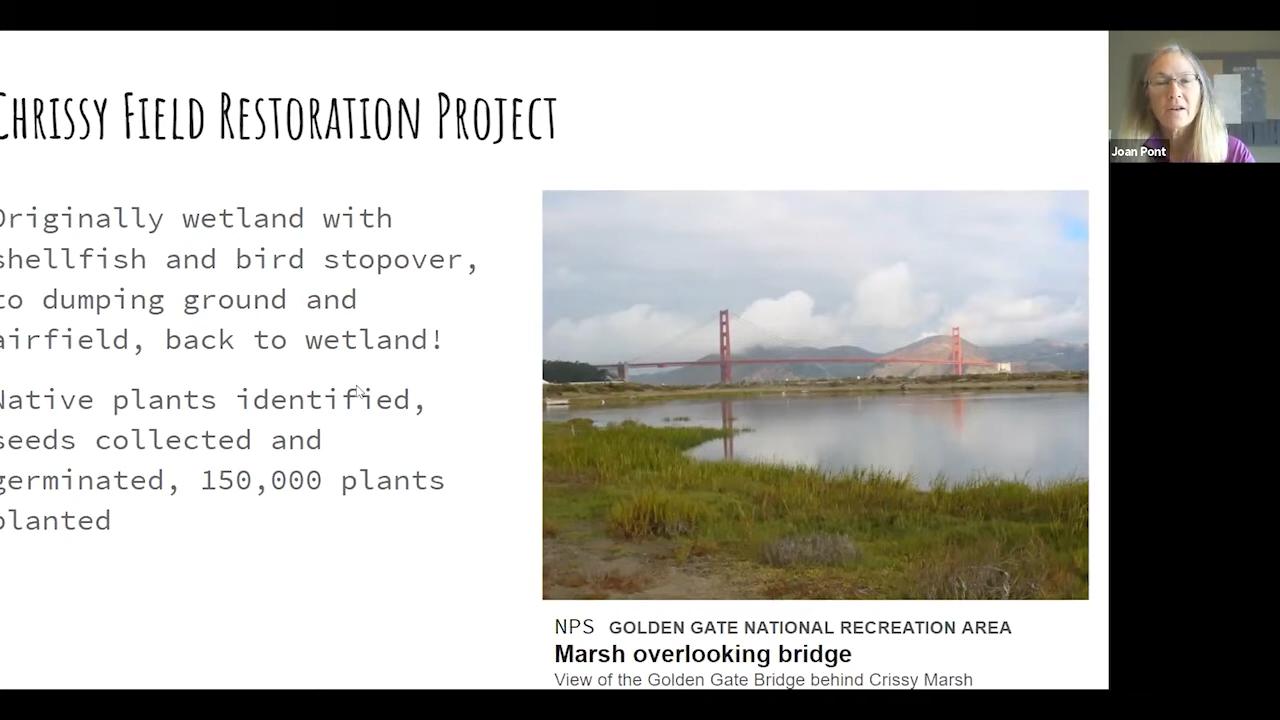 Chrissy Field Restoration Project
Joan Pont
Originally wetland with
shellfish and bird stopover,
to dumping ground and
airfield, back to wetland!
Native plants identified,
seeds collected and
germinated, 150,000 plants
planted
NPS GOLDEN GATE NATIONAL RECREATION AREA
Marsh overlooking bridge
View of the Golden Gate Bridge behind Crissy Marsh